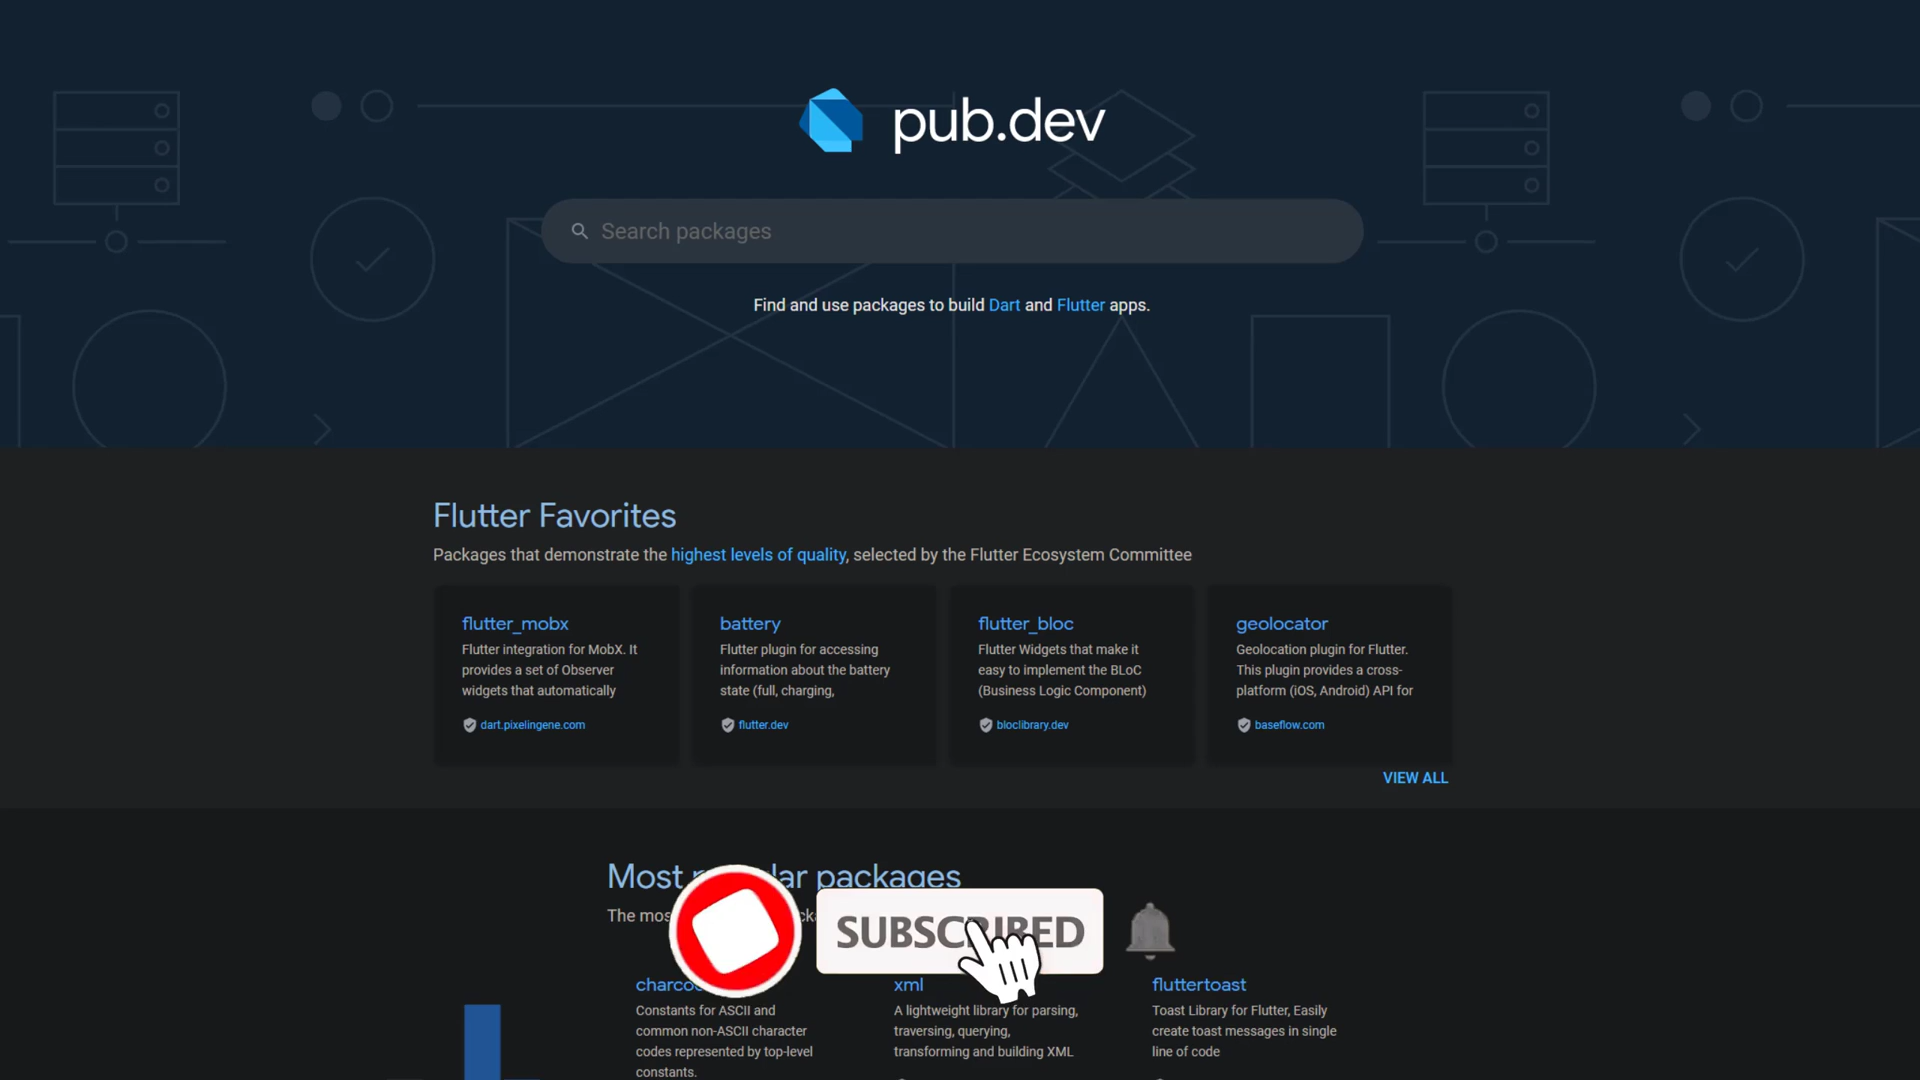 pub.dev
Search packages
Find and use packages to build Dart and Flutter apps.
Flutter Favorites
Packages that demonstrate the highest levels of quality, selected by the Flutter Ecosystem Committee
flutter_mobx
Flutter integration for MobX. It
provides a set of Observer
widgets that automatically
dart.pixelingene.com
battery
Flutter plugin for accessing
information about the battery
state (full, charging,
flutter.dev
flutter_bloc
Flutter Widgets that make it
easy to implement the BLoC
(Business Logic Component)
bloclibrary.dev
geolocator
Geolocation plugin for Flutter.
This plugin provides a cross-
platform (iOS, Android) API for
baseflow.com
VIEW ALL
Most packages
The
SUBSCRIBED
Constants for ASCII and
common non-ASCII character
codes represented by top-level
constants.
xml
A lightweight library for parsing,
traversing, querying,
transforming and building XML
fluttertoast
Toast Library for Flutter, Easily
create toast messages in single
line of code